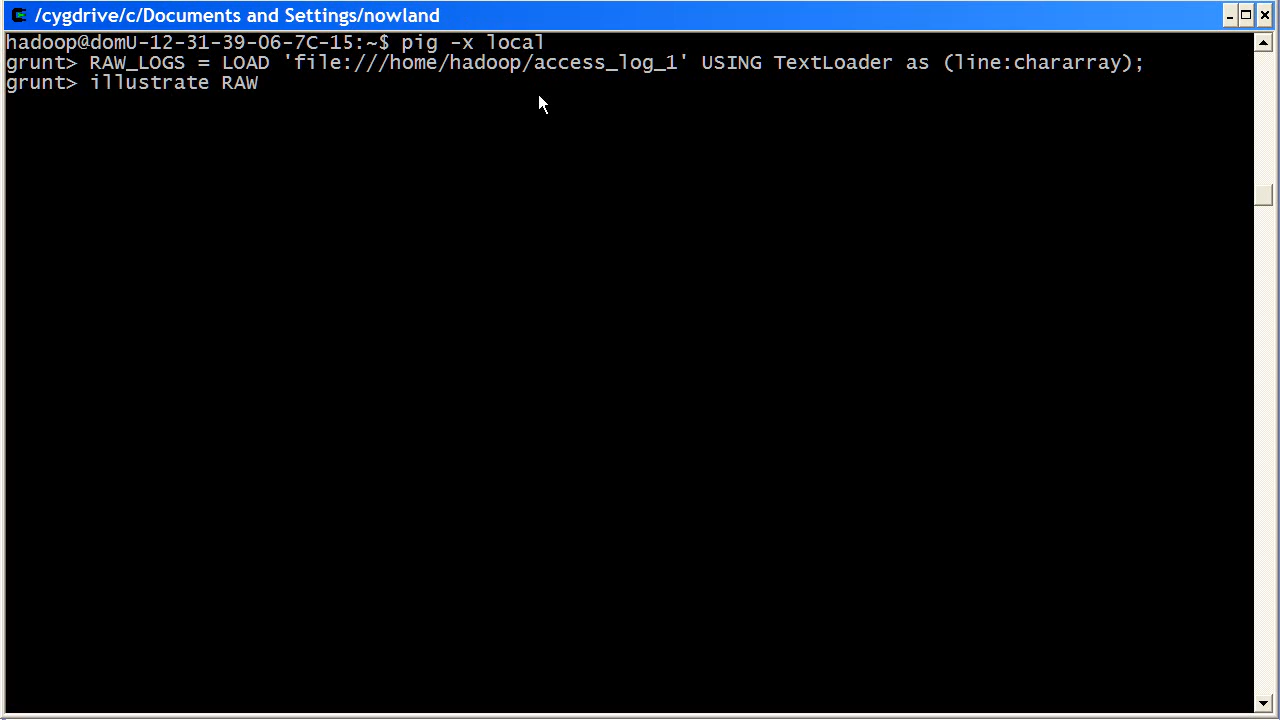 /cygdrive/c/Documents and Settings/nowland
hadoop@domU-12-31-39-06-7C-15:~$ pig -x local
grunt> RAW_LOGS = LOAD 'file:///home/hadoop/access_log_1' USING TextLoader as (line:chararray);
grunt> illustrate RAW